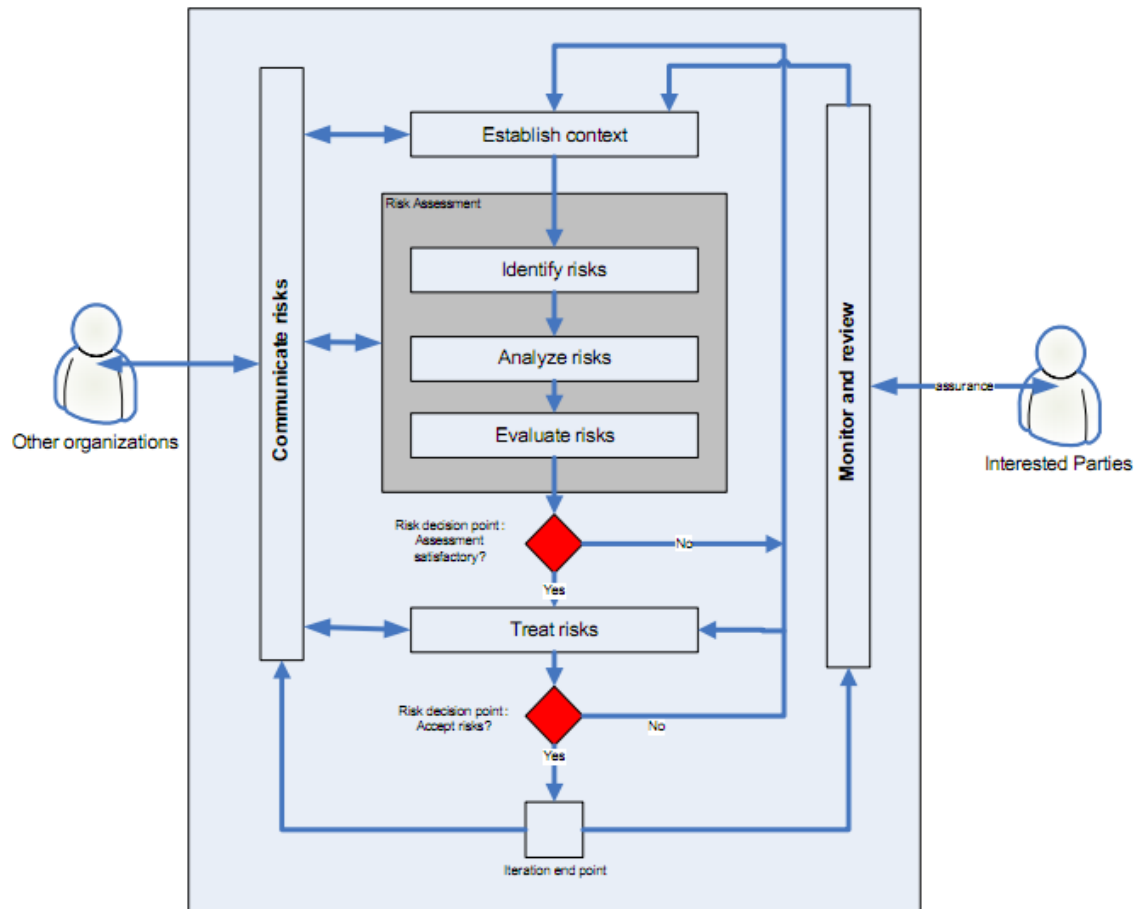 Establish context
Risk Assessment
Identify risks
Analyze risks
Evaluate risks
Communicate risks
Monitor and review
Other organizations
assurance
Interested Parties
Risk decision point :
Assessment
satisfactory?
No
Yes
Treat risks
Risk decision point :
Accept risks?
No
Yes
Iteration end point